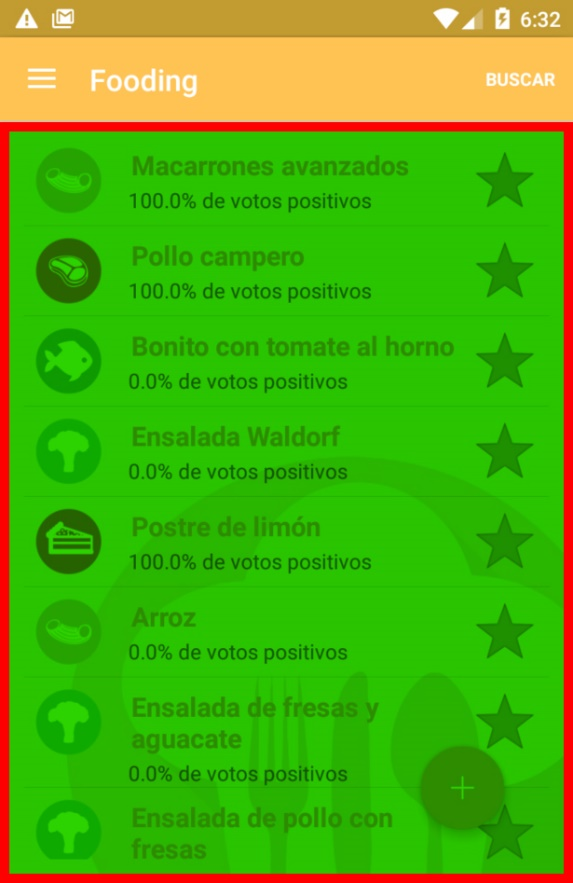 6:32
Fooding
BUSCAR
Macarrones avanzados
100.0% de votos positivos
Pollo campero
100.0% de votos positivos
Bonito con tomate al horno
0.0% de votos positivos
Ensalada Waldorf
0.0% de votos positivos
Postre de limón
100.0% de votos positivos
Arroz
0.0% de votos positivos
Ensalada de fresas y
aguacate
0.0% de votos positivos
Ensalada de pollo con
fresas